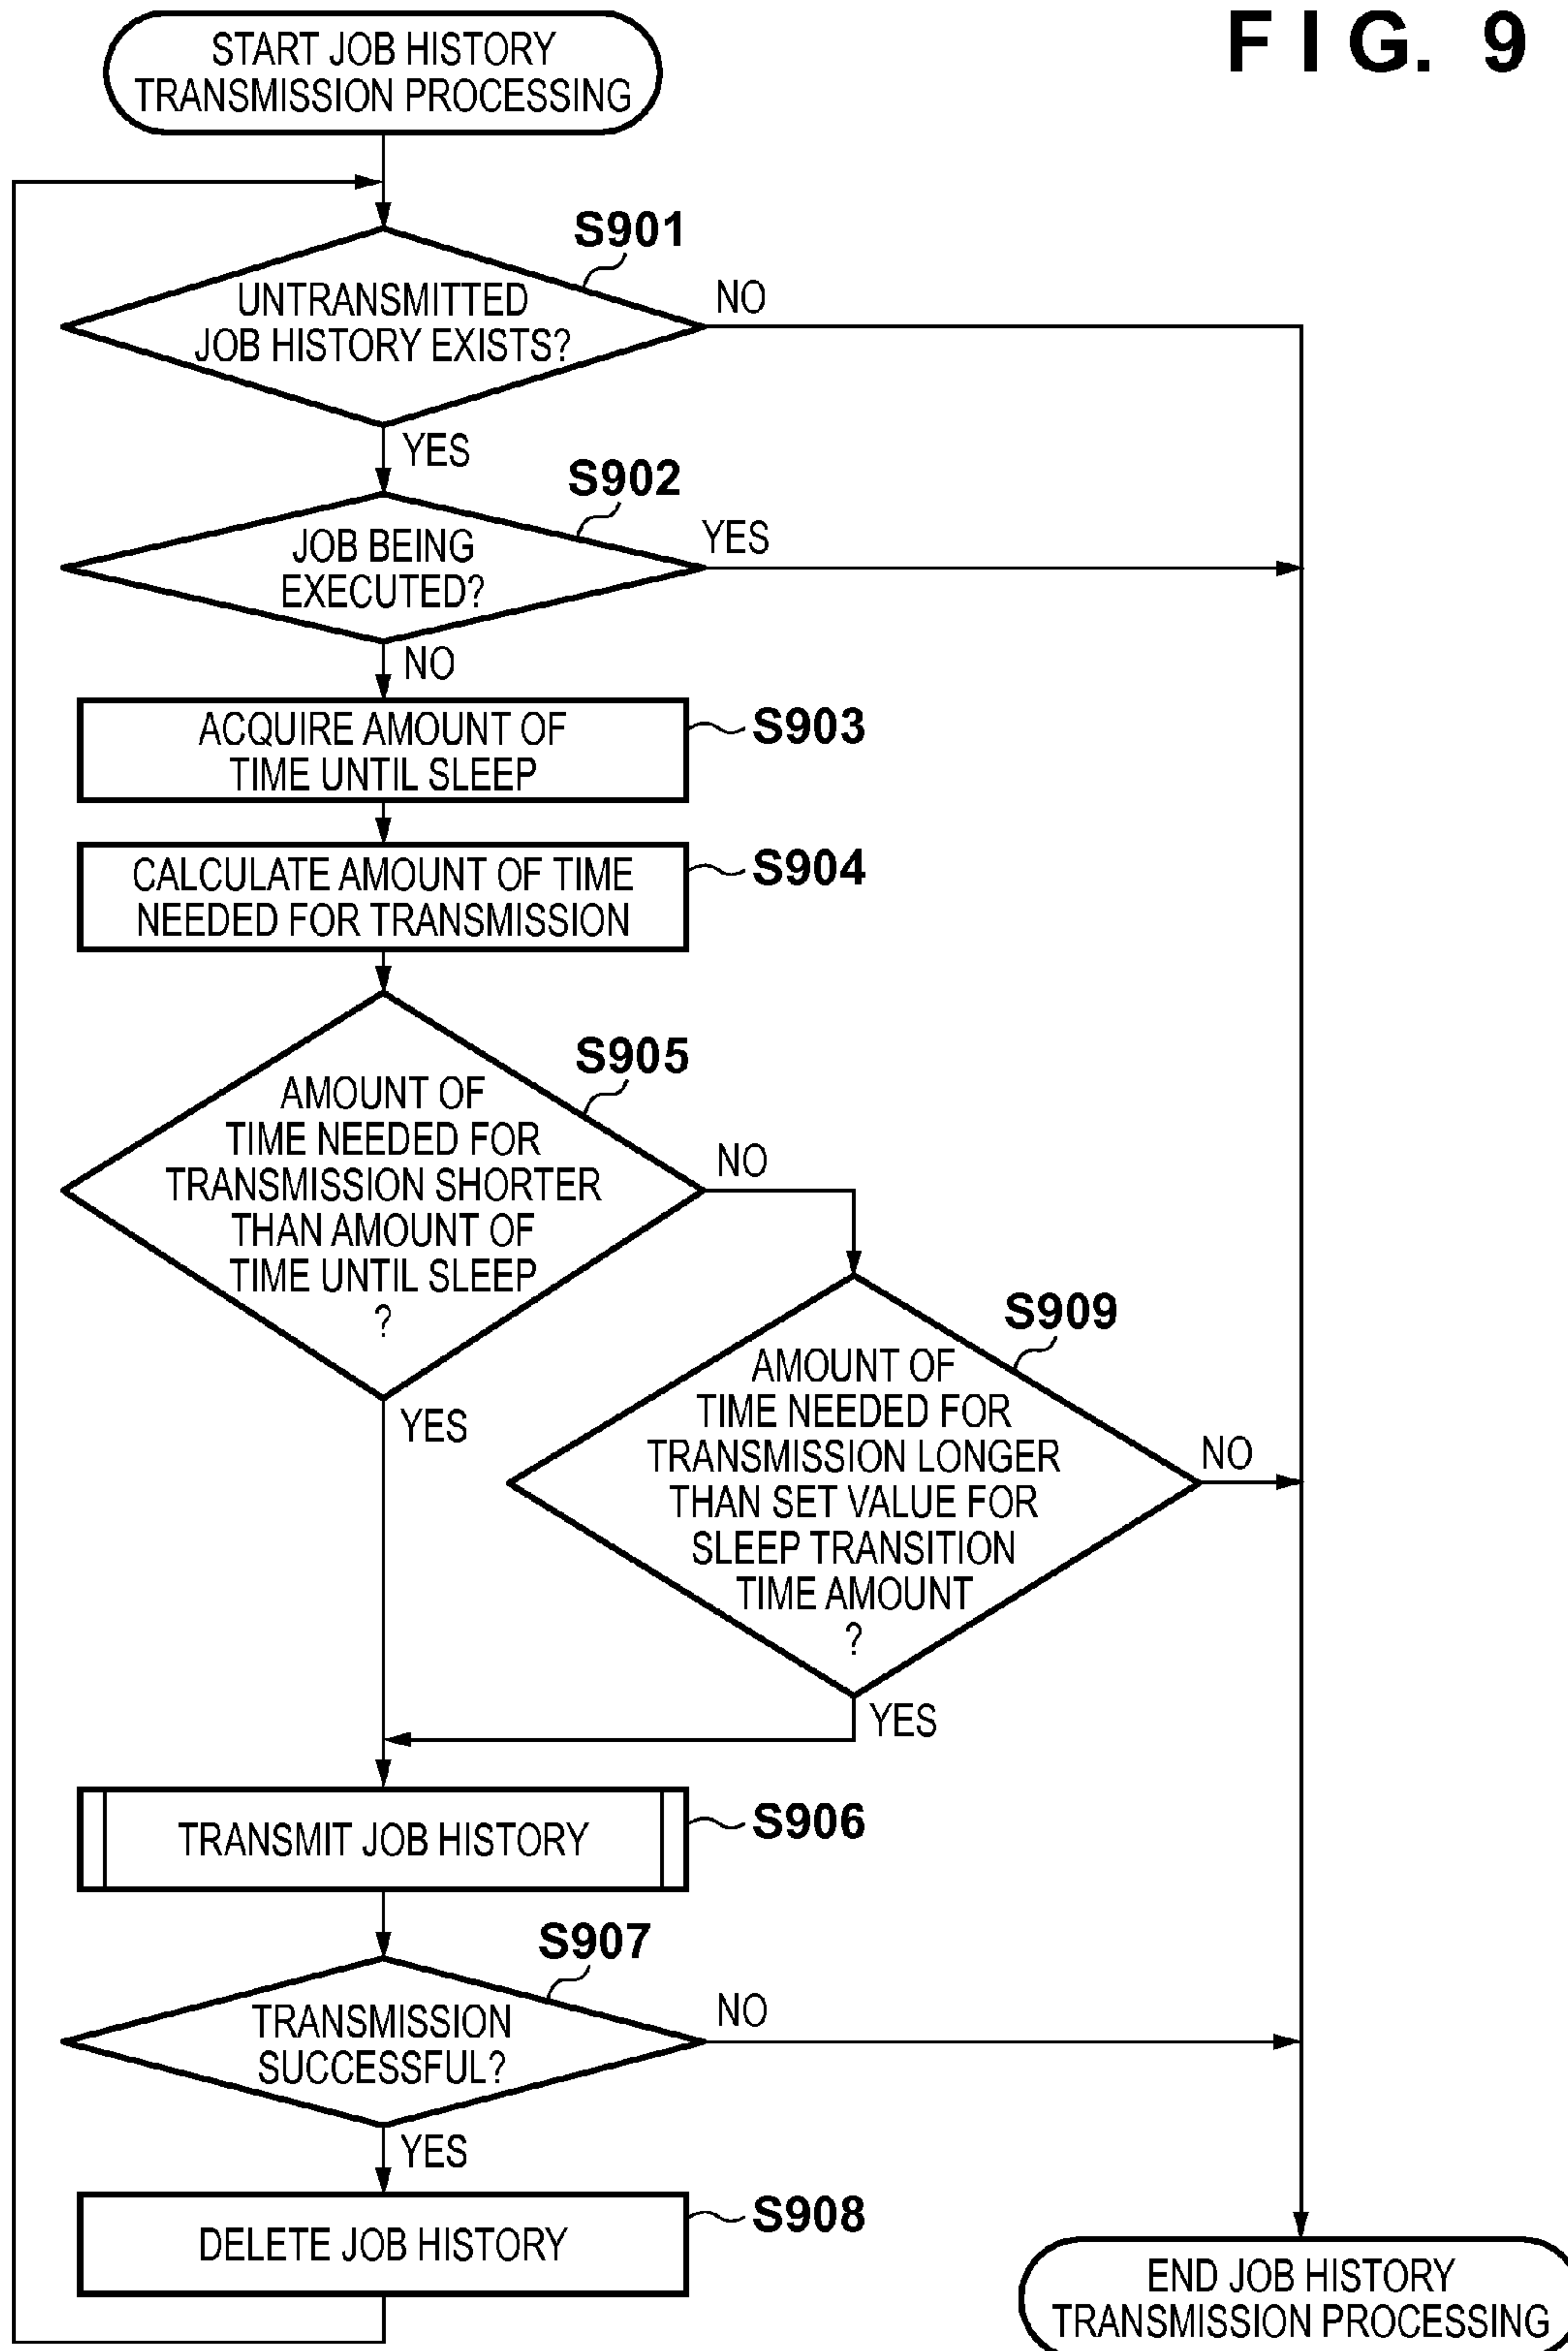 FIG. 9
START JOB HISTORY
TRANSMISSION PROCESSING
S901
UNTRANSMITTED
JOB HISTORY EXISTS?
NO
YES
S902
JOB BEING
EXECUTED?
YES
NO
ACQUIRE AMOUNT OF
TIME UNTIL SLEEP
S903
CALCULATE AMOUNT OF TIME
NEEDED FOR TRANSMISSION
S904
S905
AMOUNT OF
TIME NEEDED FOR
TRANSMISSION SHORTER
THAN AMOUNT OF
TIME UNTIL SLEEP
?
NO
YES
S909
AMOUNT OF
TIME NEEDED FOR
TRANSMISSION LONGER
THAN SET VALUE FOR
SLEEP TRANSITION
TIME AMOUNT
?
NO
YES
TRANSMIT JOB HISTORY
S906
S907
TRANSMISSION
SUCCESSFUL?
NO
YES
DELETE JOB HISTORY
S908
END JOB HISTORY
TRANSMISSION PROCESSING